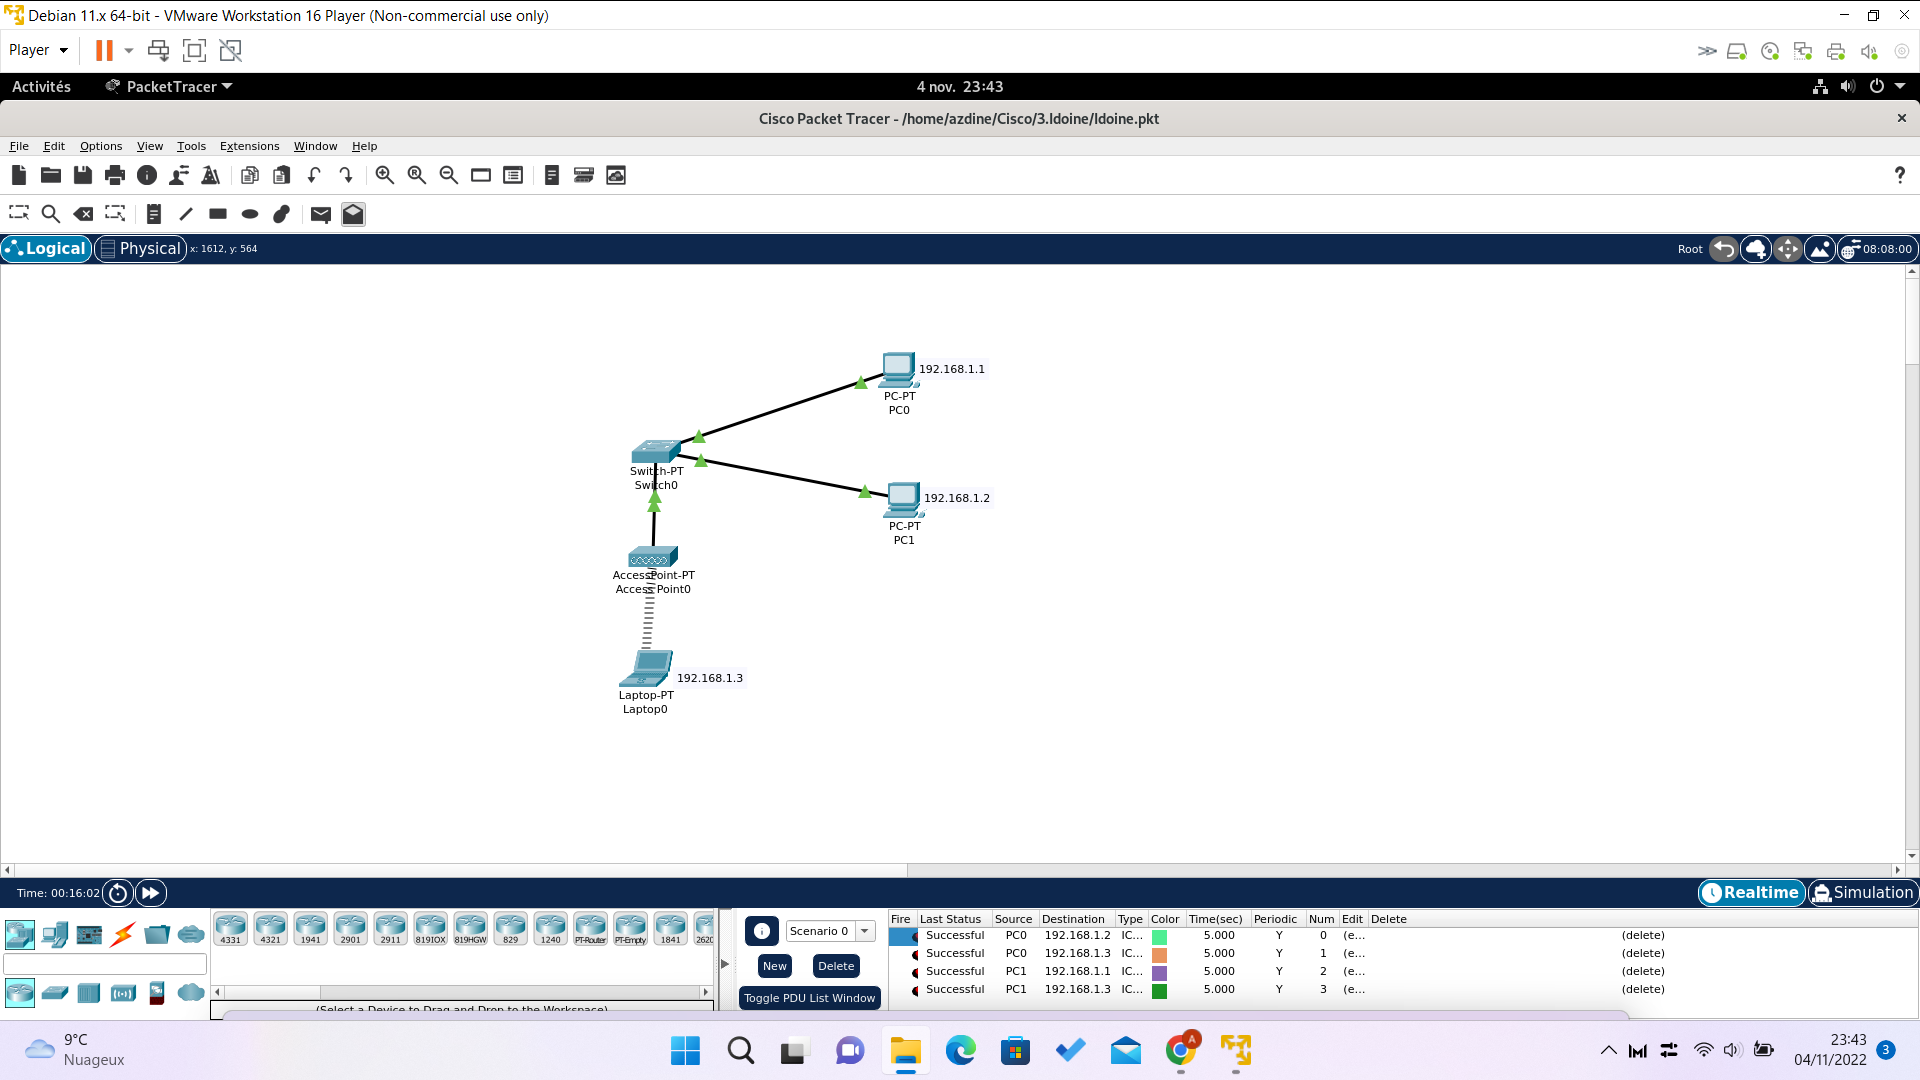 Debian 11.x 64-bit - VMware Workstation 16 Player (Non-commercial use only)
Player
Activités PacketTracer 4 nov. 23:43
Cisco Packet Tracer - /home/azdine/Cisco/3.Idoine/Idoine.pkt
File Edit Options View Tools Extensions Window Help
Logical Physical x: 1612, y: 564 Root 08:08:00
192.168.1.1
PC-PT
PC0
Switch-PT
Switch0
192.168.1.2
PC-PT
PC1
AccessPoint-PT
Access Point0
192.168.1.3
Laptop-PT
Laptop0
Time: 00:16:02 Realtime Simulation
4331 4321 1941 2901 2911 819IOX 819HGW 829 1240 PT-Router PT-Empty 1841 2620
(Select a Device to Drag and Drop to the Workspace)
Scenario 0
New Delete
Toggle PDU List Window
Fire Last Status Source Destination Type Color Time(sec) Periodic Num Edit Delete
Successful PC0 192.168.1.2 IC... 5.000 Y 0 (e... (delete)
Successful PC0 192.168.1.3 IC... 5.000 Y 1 (e... (delete)
Successful PC1 192.168.1.1 IC... 5.000 Y 2 (e... (delete)
Successful PC1 192.168.1.3 IC... 5.000 Y 3 (e... (delete)
9°C
Nuageux
A
23:43
04/11/2022
3